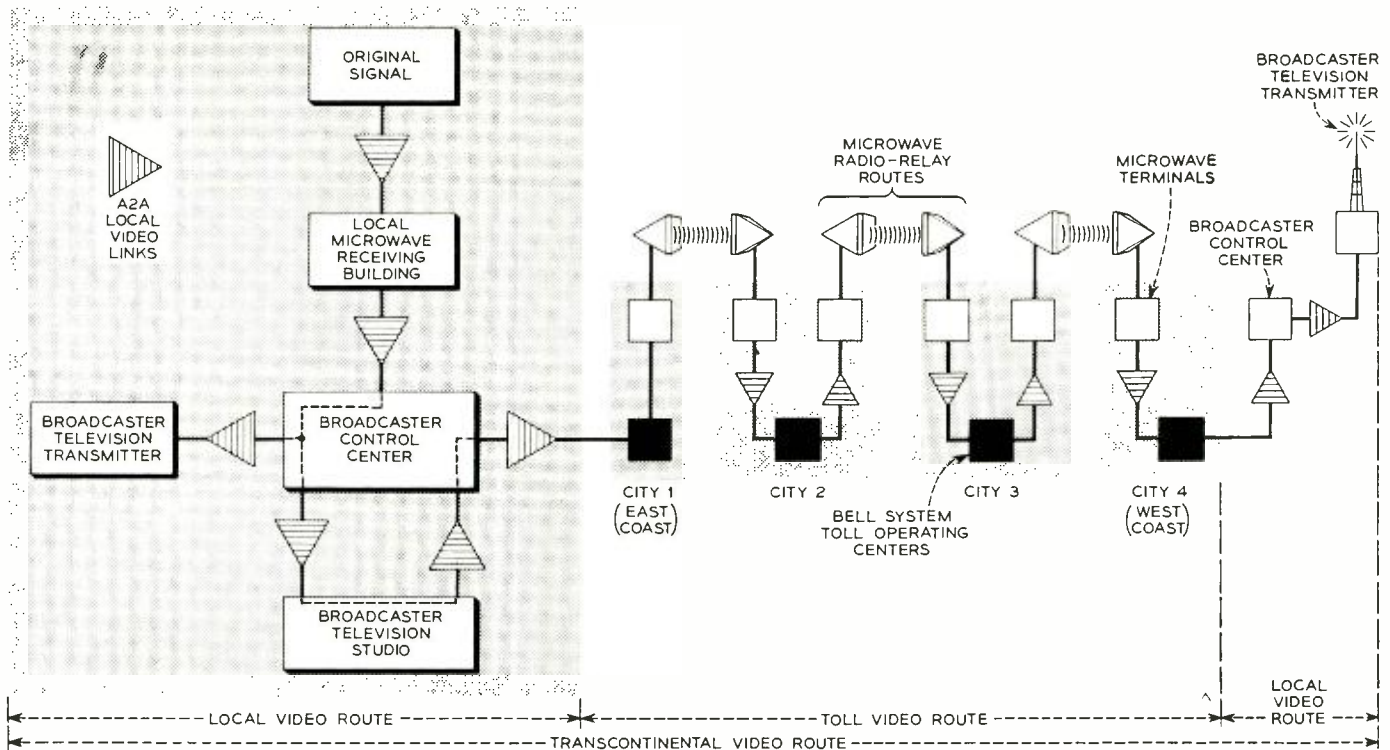 ORIGINAL
SIGNAL
A2A
LOCAL
VIDEO
LINKS
LOCAL
MICROWAVE
RECEIVING
BUILDING
BROADCASTER
TELEVISION
TRANSMITTER
BROADCASTER
CONTROL
CENTER
BROADCASTER
TELEVISION
STUDIO
MICROWAVE
RADIO-RELAY
ROUTES
MICROWAVE
TERMINALS
BROADCASTER
CONTROL
CENTER
BROADCASTER
TELEVISION
TRANSMITTER
CITY 1
(EAST
COAST)
CITY 2
CITY 3
BELL SYSTEM
TOLL OPERATING
CENTERS
CITY 4
(WEST
COAST)
LOCAL VIDEO ROUTE
TOLL VIDEO ROUTE
LOCAL
VIDEO
ROUTE
TRANSCONTINENTAL VIDEO ROUTE